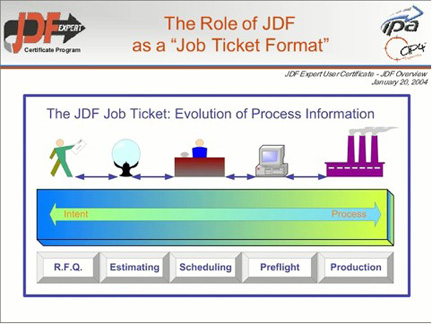 JDF
EXPERT
Certificate Program
The Role of JDF
as a “Job Ticket Format”
ipa
CIP4
JDF Expert User Certificate - JDF Overview
January 20, 2004
The JDF Job Ticket: Evolution of Process Information
Intent
Process
R.F.Q.
Estimating
Scheduling
Preflight
Production